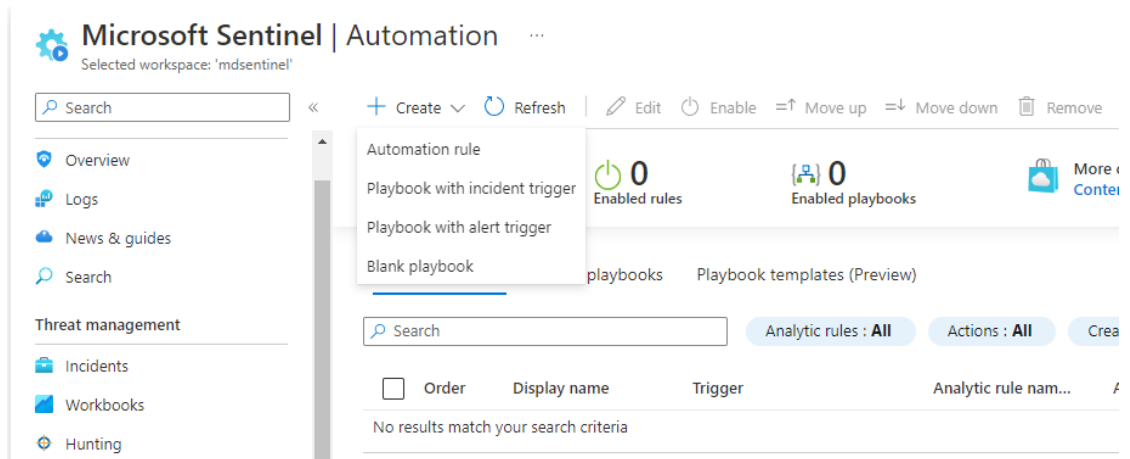 Microsoft Sentinel | Automation ...
Selected workspace: 'mdsentinel'
Search «
Create Refresh Edit Enable Move up Move down Remove
Automation rule
Playbook with incident trigger
Playbook with alert trigger
Blank playbook
0
Enabled rules
0
Enabled playbooks
More
Overview
Logs
News & guides
Search
playbooks Playbook templates (Preview)
Threat management
Search Analytic rules : All Actions : All
Incidents
Order Display name Trigger Analytic rule nam...
Workbooks
No results match your search criteria
Hunting